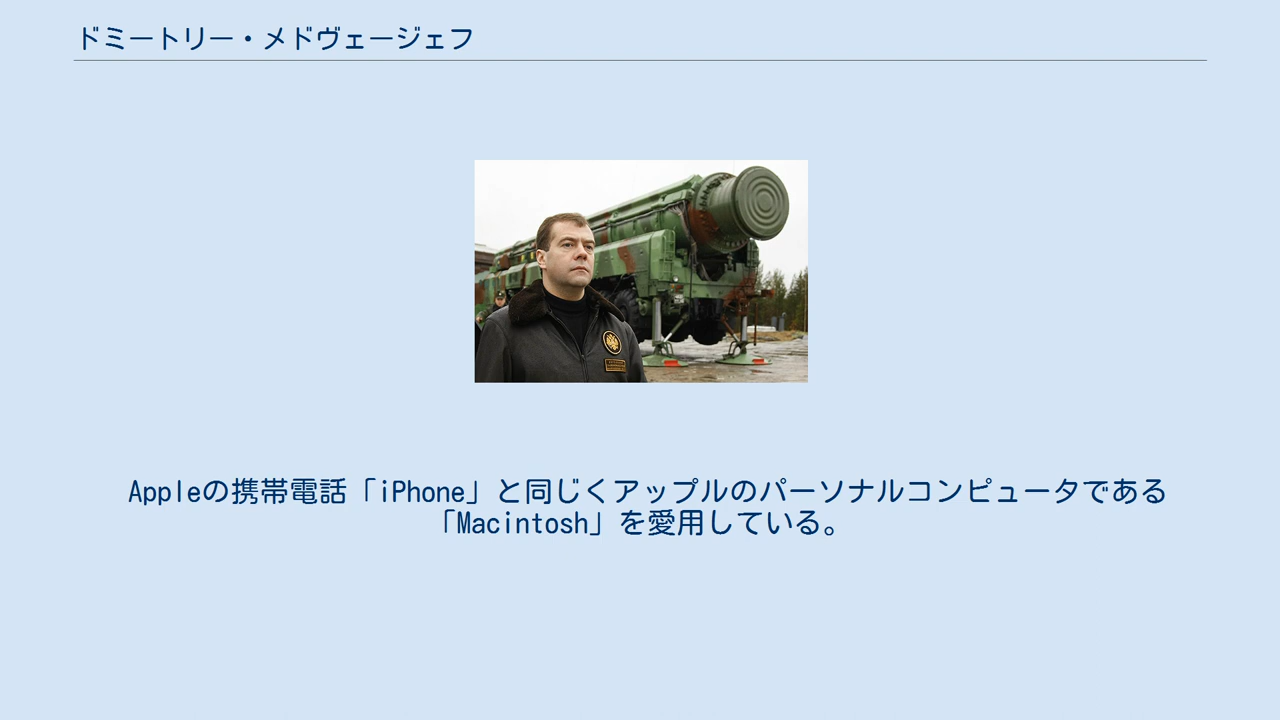 ドミートリー・メドヴェージェフ
Appleの携帯電話「iPhone」と同じくアップルのパーソナルコンピュータである
「Macintosh」を愛用している。